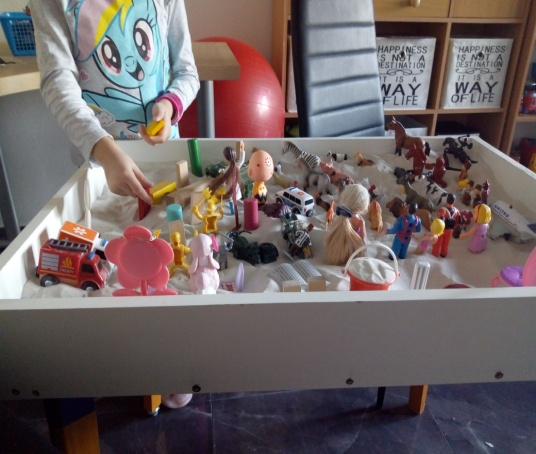 HAPPINESS
IS NOT A
DESTINATION
IT IS A
WAY
OF LIFE
HAPPINESS
IS NOT A
DESTINATION
IT IS A
WAY
OF LIFE